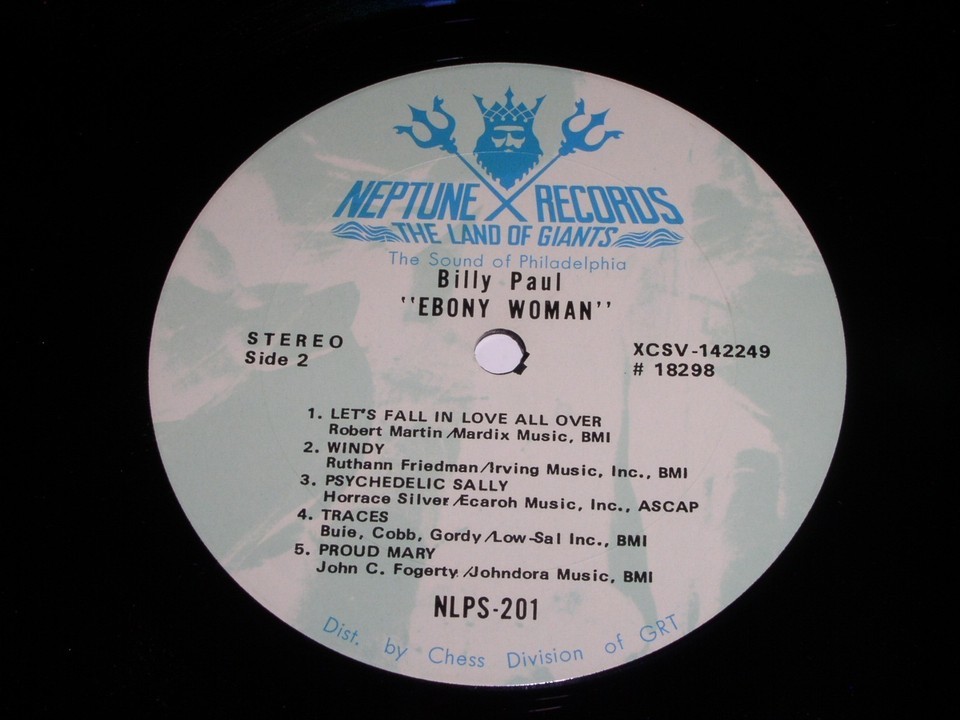 NEPTUNE RECORDS
THE LAND OF GIANTS
The Sound of Philadelphia
Billy Paul
"EBONY WOMAN"
STEREO
Side 2
XCSV-142249
# 18298
1. LET'S FALL IN LOVE ALL OVER
Robert Martin/Mardix Music, BMI
2. WINDY
Ruthann Friedman/Irving Music, Inc., BMI
3. PSYCHEDELIC SALLY
Horrace Silver/Ecaroh Music, Inc., ASCAP
4. TRACES
Buie, Cobb, Gordy/Low-Sal Inc., BMI
5. PROUD MARY
John C. Fogerty/Johndora Music, BMI
NLPS-201
Dist. by Chess Division of GRT